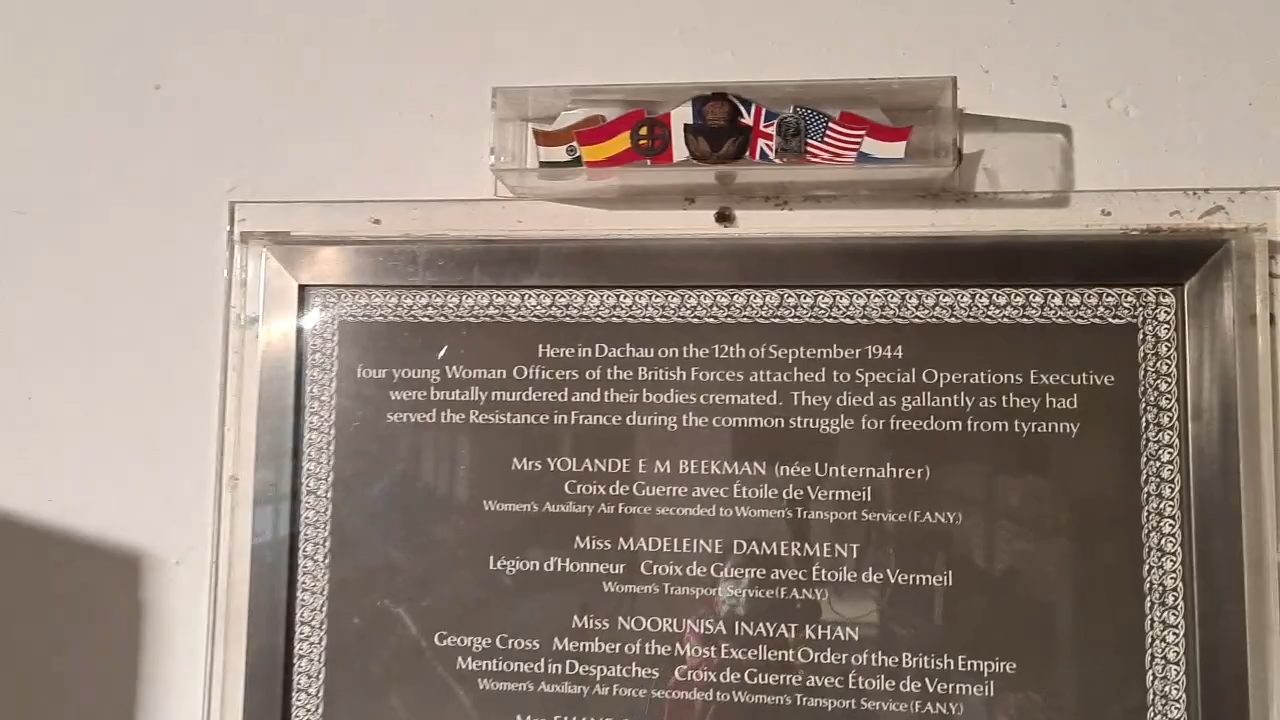 Here in Dachau on the 12th of September 1944
four young Woman Officers of the British Forces attached to Special Operations Executive
were brutally murdered and their bodies cremated. They died as gallantly as they had
served the Resistance in France during the common struggle for freedom from tyranny
Mrs YOLANDE E M BEEKMAN (née Unternahrer)
Croix de Guerre avec Étoile de Vermeil
Women's Auxiliary Air Force seconded to Women's Transport Service (F.A.N.Y.)
Miss MADELEINE DAMERMENT
Légion d'Honneur Croix de Guerre avec Étoile de Vermeil
Women's Transport Service (F.A.N.Y.)
Miss NOORUNISA INAYAT KHAN
George Cross Member of the Most Excellent Order of the British Empire
Mentioned in Despatches Croix de Guerre avec Étoile de Vermeil
Women's Auxiliary Air Force seconded to Women's Transport Service (F.A.N.Y.)